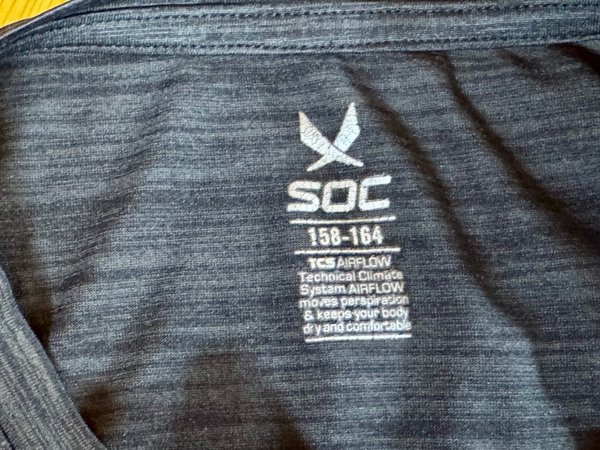 SOC
158-164
TCS AIRFLOW
Technical Climate
System AIRFLOW
moves perspiration
& keeps your body
dry and comfortable